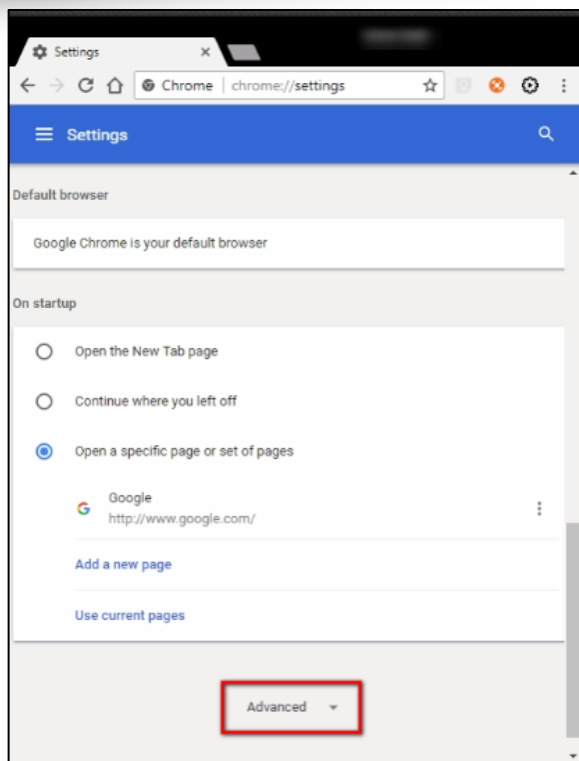 Settings
Chrome | chrome://settings
Settings
Default browser
Google Chrome is your default browser
On startup
Open the New Tab page
Continue where you left off
Open a specific page or set of pages
Google
http://www.google.com/
Add a new page
Use current pages
Advanced